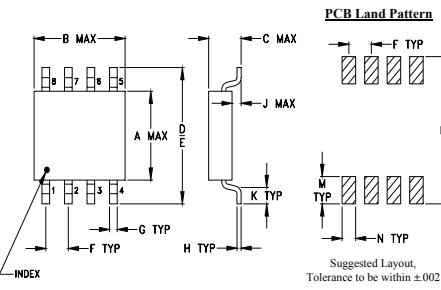 PCB Land Pattern
B MAX
C MAX
F TYP
8 7 6 5
J MAX
A MAX
D
E
1 2 3 4
K TYP
M
TYP
G TYP
F TYP
H TYP
N TYP
INDEX
Suggested Layout,
Tolerance to be within ±.002